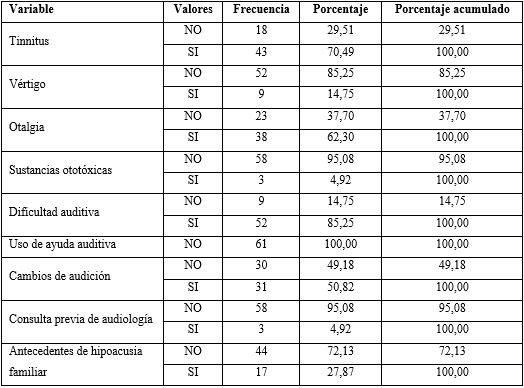 Variable Valores Frecuencia Porcentaje Porcentaje acumulado
Tinnitus NO 18 29,51 29,51
SI 43 70,49 100,00
Vértigo NO 52 85,25 85,25
SI 9 14,75 100,00
Otalgia NO 23 37,70 37,70
SI 38 62,30 100,00
Sustancias ototóxicas NO 58 95,08 95,08
SI 3 4,92 100,00
Dificultad auditiva NO 9 14,75 14,75
SI 52 85,25 100,00
Uso de ayuda auditiva NO 61 100,00 100,00
Cambios de audición NO 30 49,18 49,18
SI 31 50,82 100,00
Consulta previa de audiología NO 58 95,08 95,08
SI 3 4,92 100,00
Antecedentes de hipoacusia NO 44 72,13 72,13
familiar SI 17 27,87 100,00